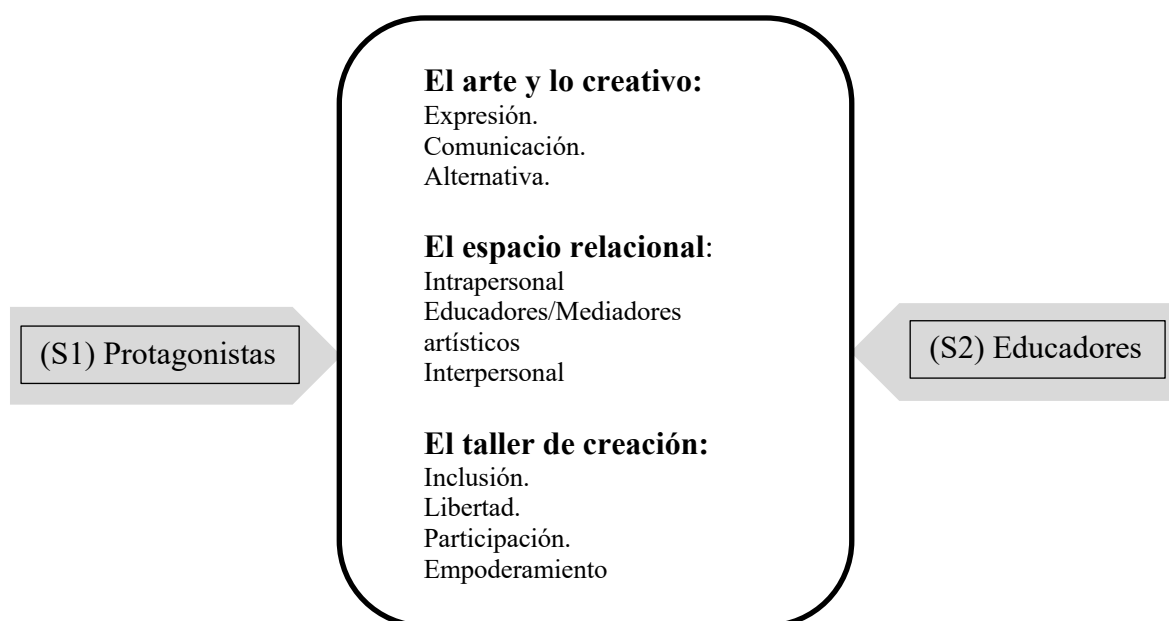 El arte y lo creativo:
Expresión.
Comunicación.
Alternativa.
El espacio relacional:
Intrapersonal
Educadores/Mediadores
artísticos
Interpersonal
(S1) Protagonistas
(S2) Educadores
El taller de creación:
Inclusión.
Libertad.
Participación.
Empoderamiento